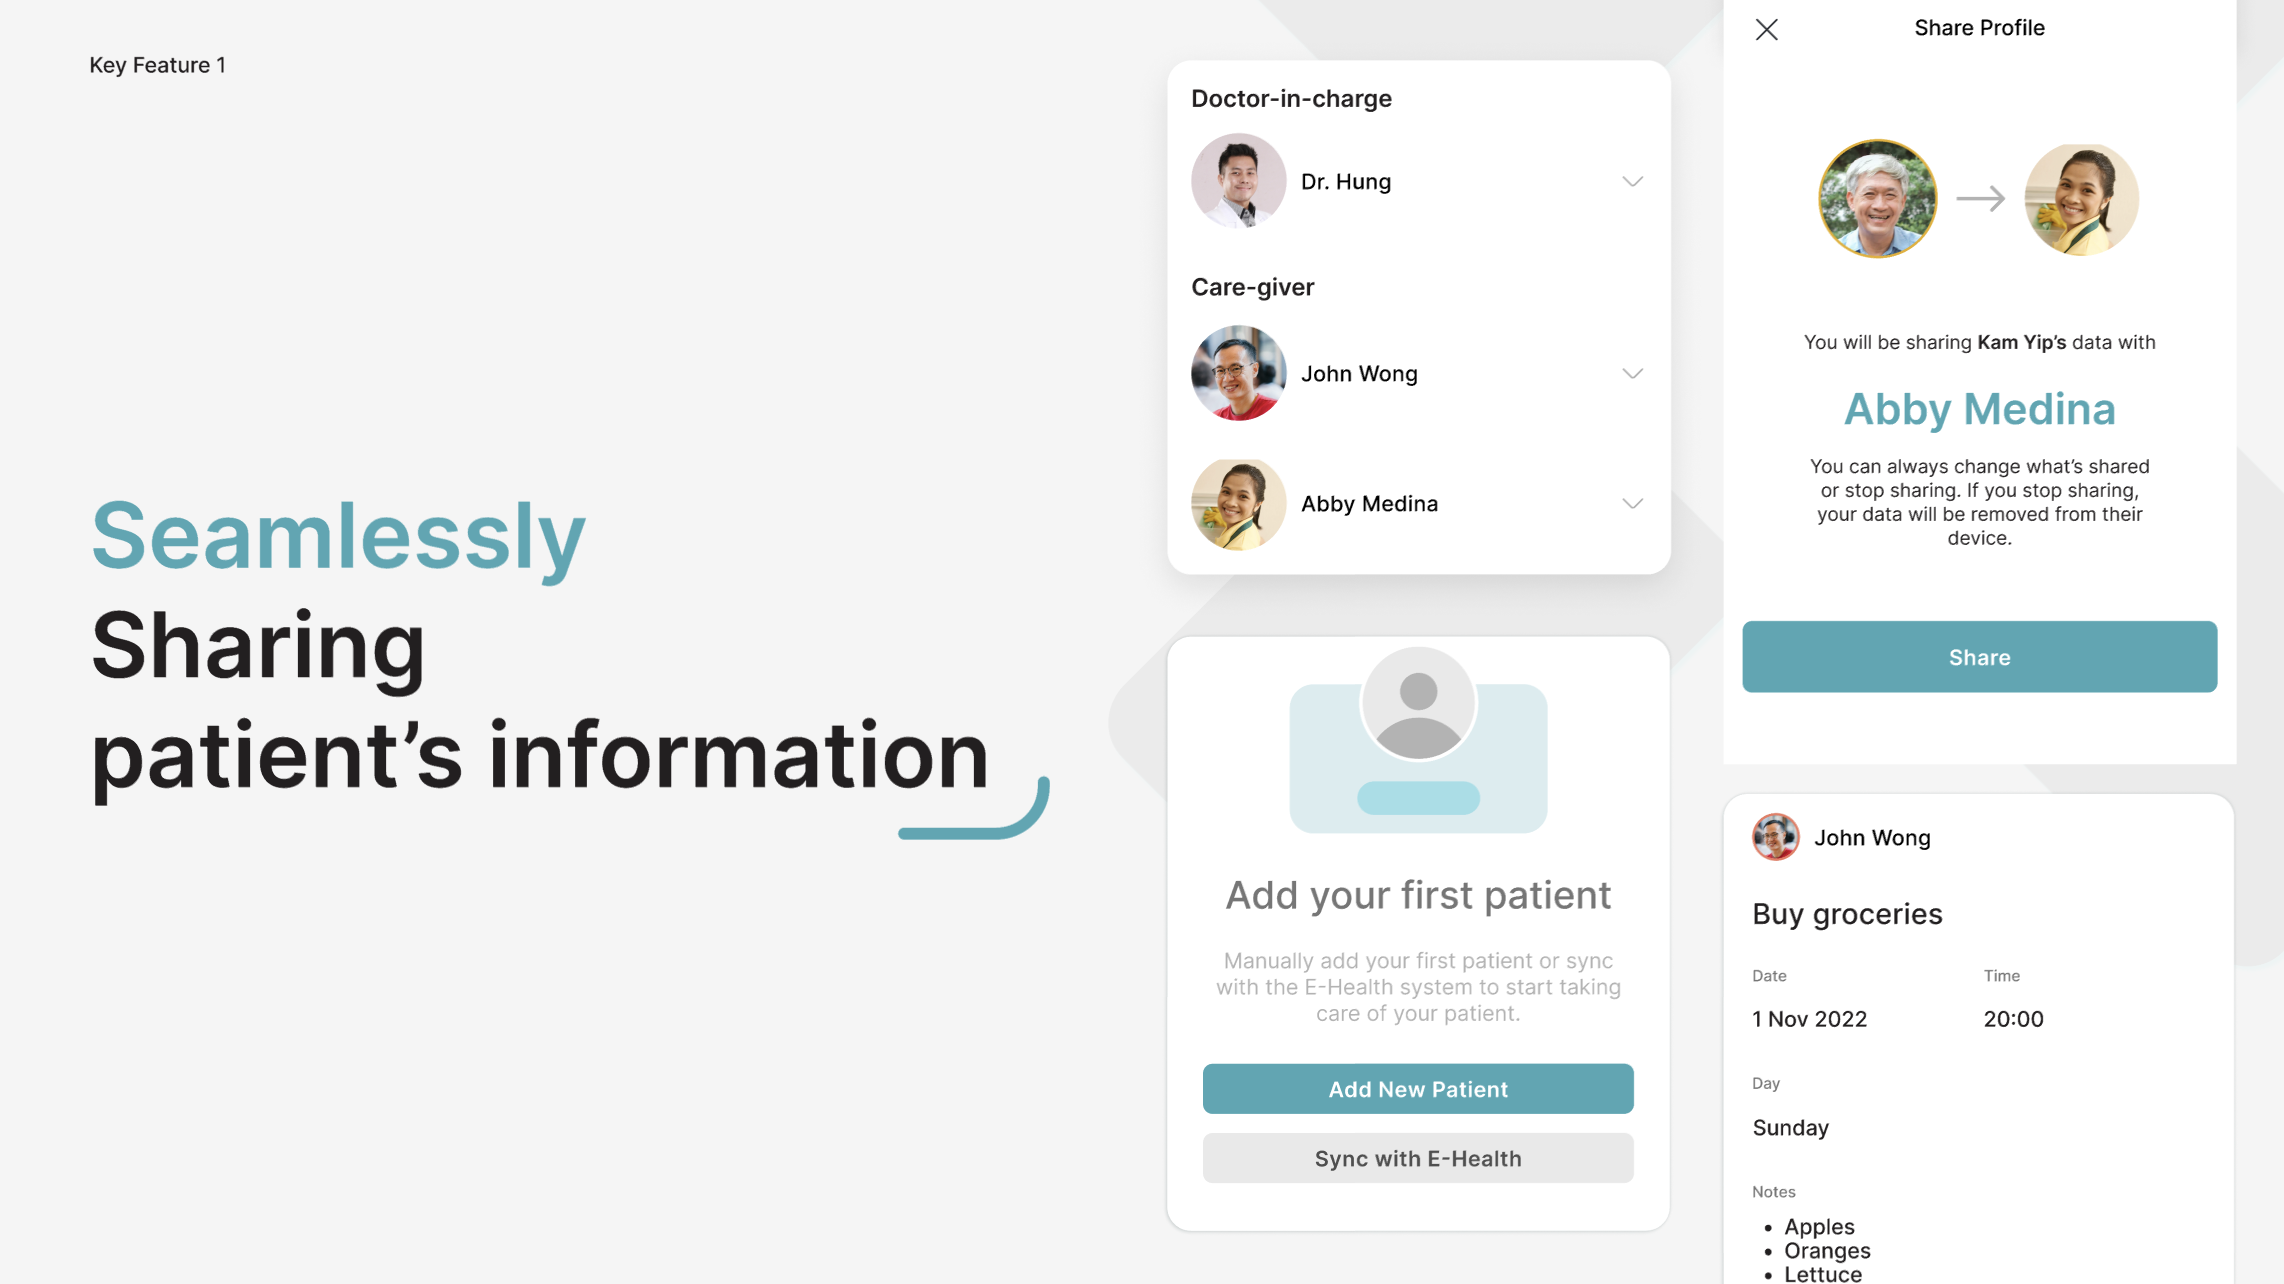 Key Feature 1
Seamlessly
Sharing
patient’s information
Doctor-in-charge
Dr. Hung
Care-giver
John Wong
Abby Medina
Add your first patient
Manually add your first patient or sync
with the E-Health system to start taking
care of your patient.
Add New Patient
Sync with E-Health
Share Profile
You will be sharing Kam Yip’s data with
Abby Medina
You can always change what’s shared
or stop sharing. If you stop sharing,
your data will be removed from their
device.
Share
John Wong
Buy groceries
Date Time
1 Nov 2022 20:00
Day
Sunday
Notes
• Apples
• Oranges
• Lettuce